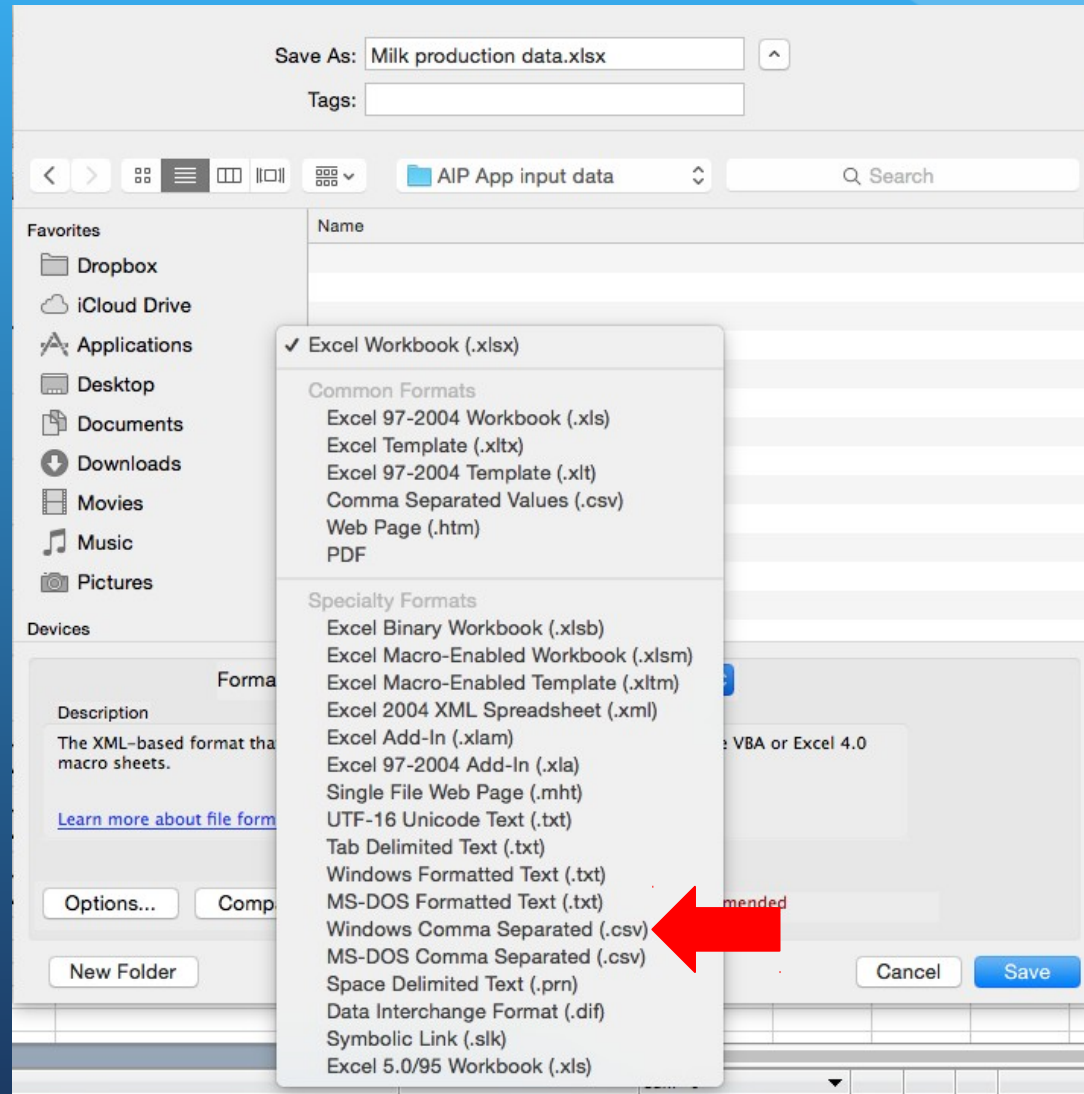 Save As: Milk production data.xlsx
Tags:
AIP App input data
Search
Favorites
Name
Dropbox
iCloud Drive
Applications
Desktop
Documents
Downloads
Movies
Music
Pictures
Devices
✓ Excel Workbook (.xlsx)
Common Formats
Excel 97-2004 Workbook (.xls)
Excel Template (.xltx)
Excel 97-2004 Template (.xlt)
Comma Separated Values (.csv)
Web Page (.htm)
PDF
Specialty Formats
Excel Binary Workbook (.xlsb)
Excel Macro-Enabled Workbook (.xlsm)
Excel Macro-Enabled Template (.xltm)
Excel 2004 XML Spreadsheet (.xml)
Excel Add-In (.xlam)
Excel 97-2004 Add-In (.xla)
Single File Web Page (.mht)
UTF-16 Unicode Text (.txt)
Tab Delimited Text (.txt)
Windows Formatted Text (.txt)
MS-DOS Formatted Text (.txt)
Windows Comma Separated (.csv)
MS-DOS Comma Separated (.csv)
Space Delimited Text (.prn)
Data Interchange Format (.dif)
Symbolic Link (.slk)
Excel 5.0/95 Workbook (.xls)
Forma
Description
The XML-based format tha
VBA or Excel 4.0
macro sheets.
Learn more about file form
Options...
Comp
mended
New Folder
Cancel
Save